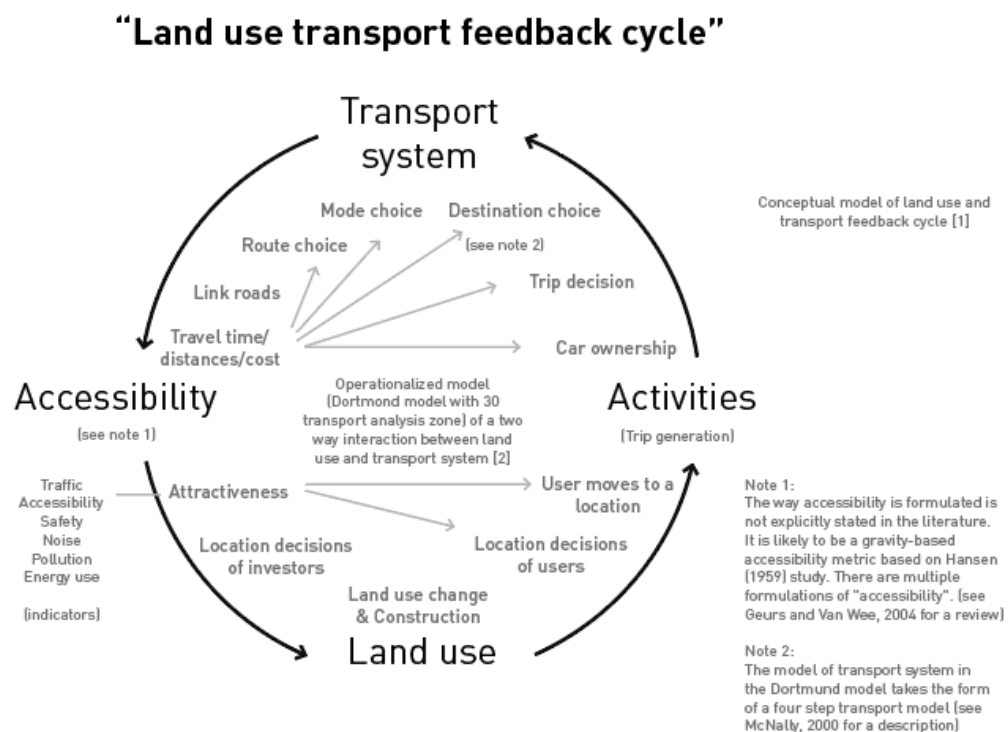 “Land use transport feedback cycle”
Transport
system
Mode choice
Destination choice
(see note 2)
Route choice
Link roads
Trip decision
Travel time/
distances/cost
Car ownership
Conceptual model of land use and
transport feedback cycle [1]
Accessibility
(see note 1)
Operationalized model
(Dortmond model with 30
transport analysis zone) of a two
way interaction between land
use and transport system [2]
Activities
(Trip generation)
Traffic
Accessibility
Safety
Noise
Pollution
Energy use
(indicators)
Attractiveness
User moves to a
location
Location decisions
of investors
Location decisions
of users
Land use change
& Construction
Land use
Note 1:
The way accessibility is formulated is
not explicitly stated in the literature.
It is likely to be a gravity-based
accessibility metric based on Hansen
(1959) study. There are multiple
formulations of "accessibility". (see
Geurs and Van Wee, 2004 for a review)
Note 2:
The model of transport system in
the Dortmund model takes the form
of a four step transport model (see
McNally, 2000 for a description)